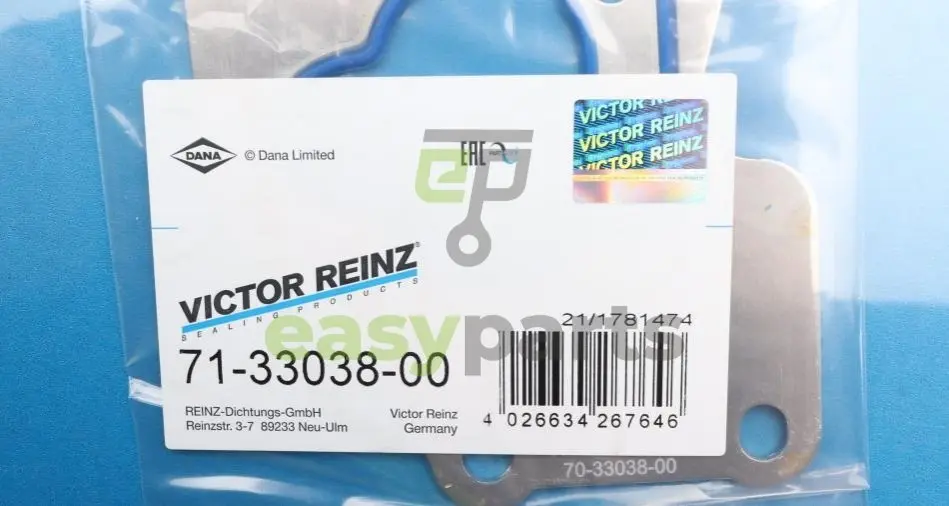 DANA © Dana Limited
EAC
VICTOR REINZ
VICTOR REINZ
VICTOR REINZ
ep
VICTOR REINZ®
SEALING PRODUCTS
easyparts
21/1781474
71-33038-00
4 026634 267646
REINZ-Dichtungs-GmbH
Reinzstr. 3-7 89233 Neu-Ulm
Victor Reinz
Germany
70-33038-00